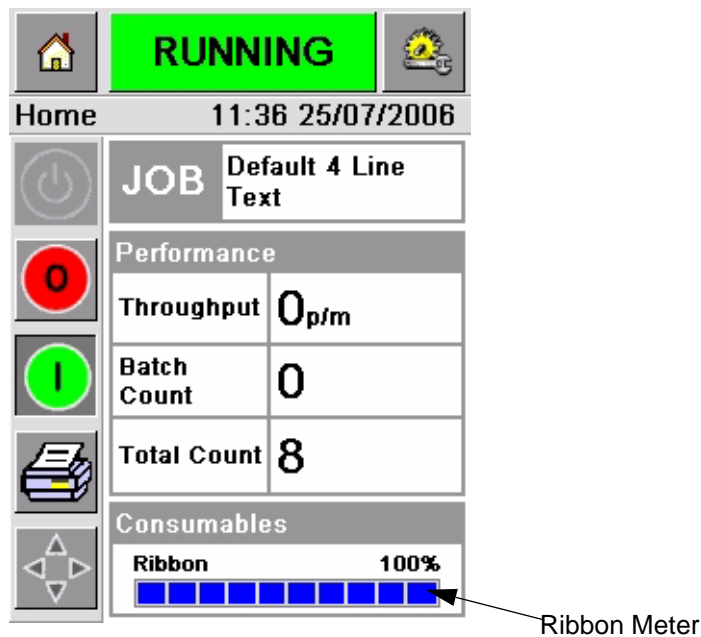 RUNNING
Home 11:36 25/07/2006
JOB Default 4 Line
Text
Performance
0
Throughput 0p/m
I
Batch
Count 0
Total Count 8
Consumables
Ribbon 100%
Ribbon Meter